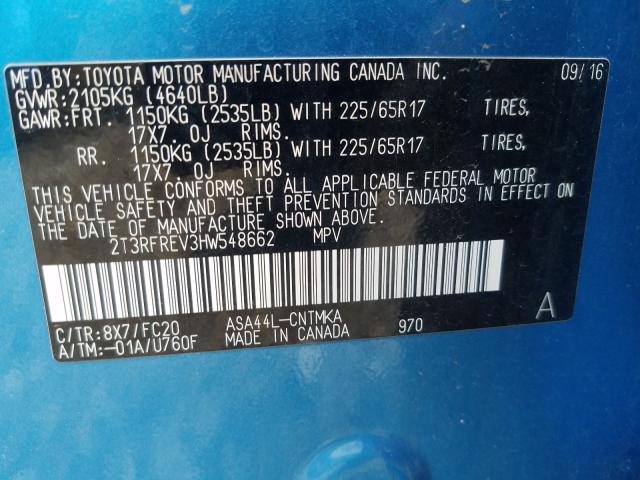 MFD.BY:TOYOTA MOTOR MANUFACTURING CANADA INC. 09/16
GVWR:2105KG (4640LB)
GAWR:FRT. 1150KG (2535LB) WITH 225/65R17 TIRES,
17X7.0J RIMS.
RR. 1150KG (2535LB) WITH 225/65R17 TIRES,
17X7.0J RIMS.
THIS VEHICLE CONFORMS TO ALL APPLICABLE FEDERAL MOTOR
VEHICLE SAFETY AND THEFT PREVENTION STANDARDS IN EFFECT ON
THE DATE OF MANUFACTURE SHOWN ABOVE.
2T3RFREV3HW548662 MPV
C/TR:8X7/FC20 ASA44L-CNTMKA 970 A
A/TM:-01A/U760F MADE IN CANADA